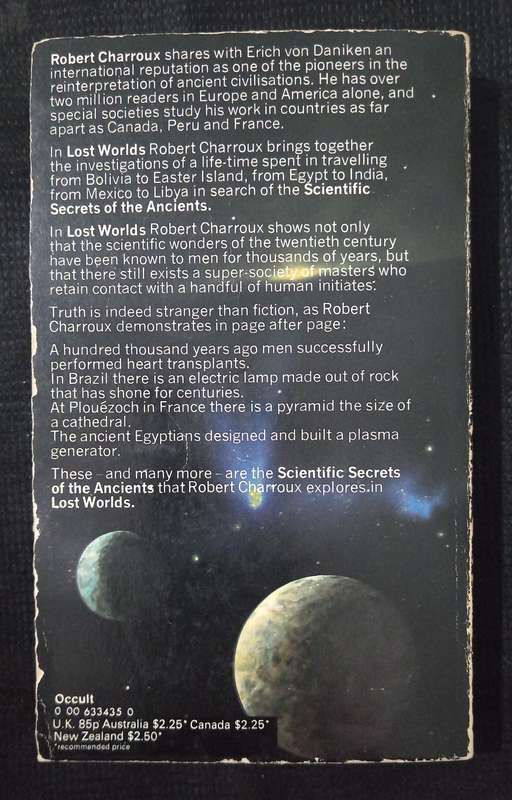 Robert Charroux shares with Erich von Daniken an
international reputation as one of the pioneers in the
reinterpretation of ancient civilisations. He has over
two million readers in Europe and America alone, and
special societies study his work in countries as far
apart as Canada, Peru and France.
In Lost Worlds Robert Charroux brings together
the investigations of a life-time spent in travelling
from Bolivia to Easter Island, from Egypt to India,
from Mexico to Libya in search of the Scientific
Secrets of the Ancients.
In Lost Worlds Robert Charroux shows not only
that the scientific wonders of the twentieth century
have been known to men for thousands of years, but
that there still exists a super-society of masters who
retain contact with a handful of human initiates.
Truth is indeed stranger than fiction, as Robert
Charroux demonstrates in page after page:
A hundred thousand years ago men successfully
performed heart transplants.
In Brazil there is an electric lamp made out of rock
that has shone for centuries.
At Plouézoch in France there is a pyramid the size of
a cathedral.
The ancient Egyptians designed and built a plasma
generator.
These – and many more – are the Scientific Secrets
of the Ancients that Robert Charroux explores in
Lost Worlds.
Occult
0 00 633435 0
U.K. 85p Australia $2.25* Canada $2.25*
New Zealand $2.50*
*recommended price